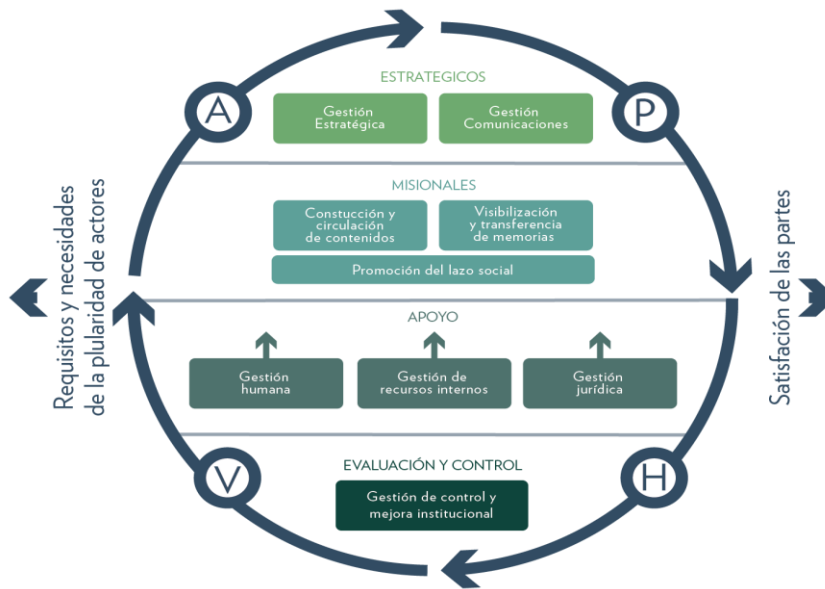 ESTRATEGICOS
A
Gestión
Estratégica
Gestión
Comunicaciones
P
MISIONALES
Constucción y
circulación
de contenidos
Visibilización
y transferencia
de memorias
Promoción del lazo social
Requisitos y necesidades
de la plularidad de actores
Satisfacción de las partes
APOYO
Gestión
humana
Gestión de
recursos internos
Gestión
jurídica
EVALUACIÓN Y CONTROL
V
Gestión de control y
mejora institucional
H